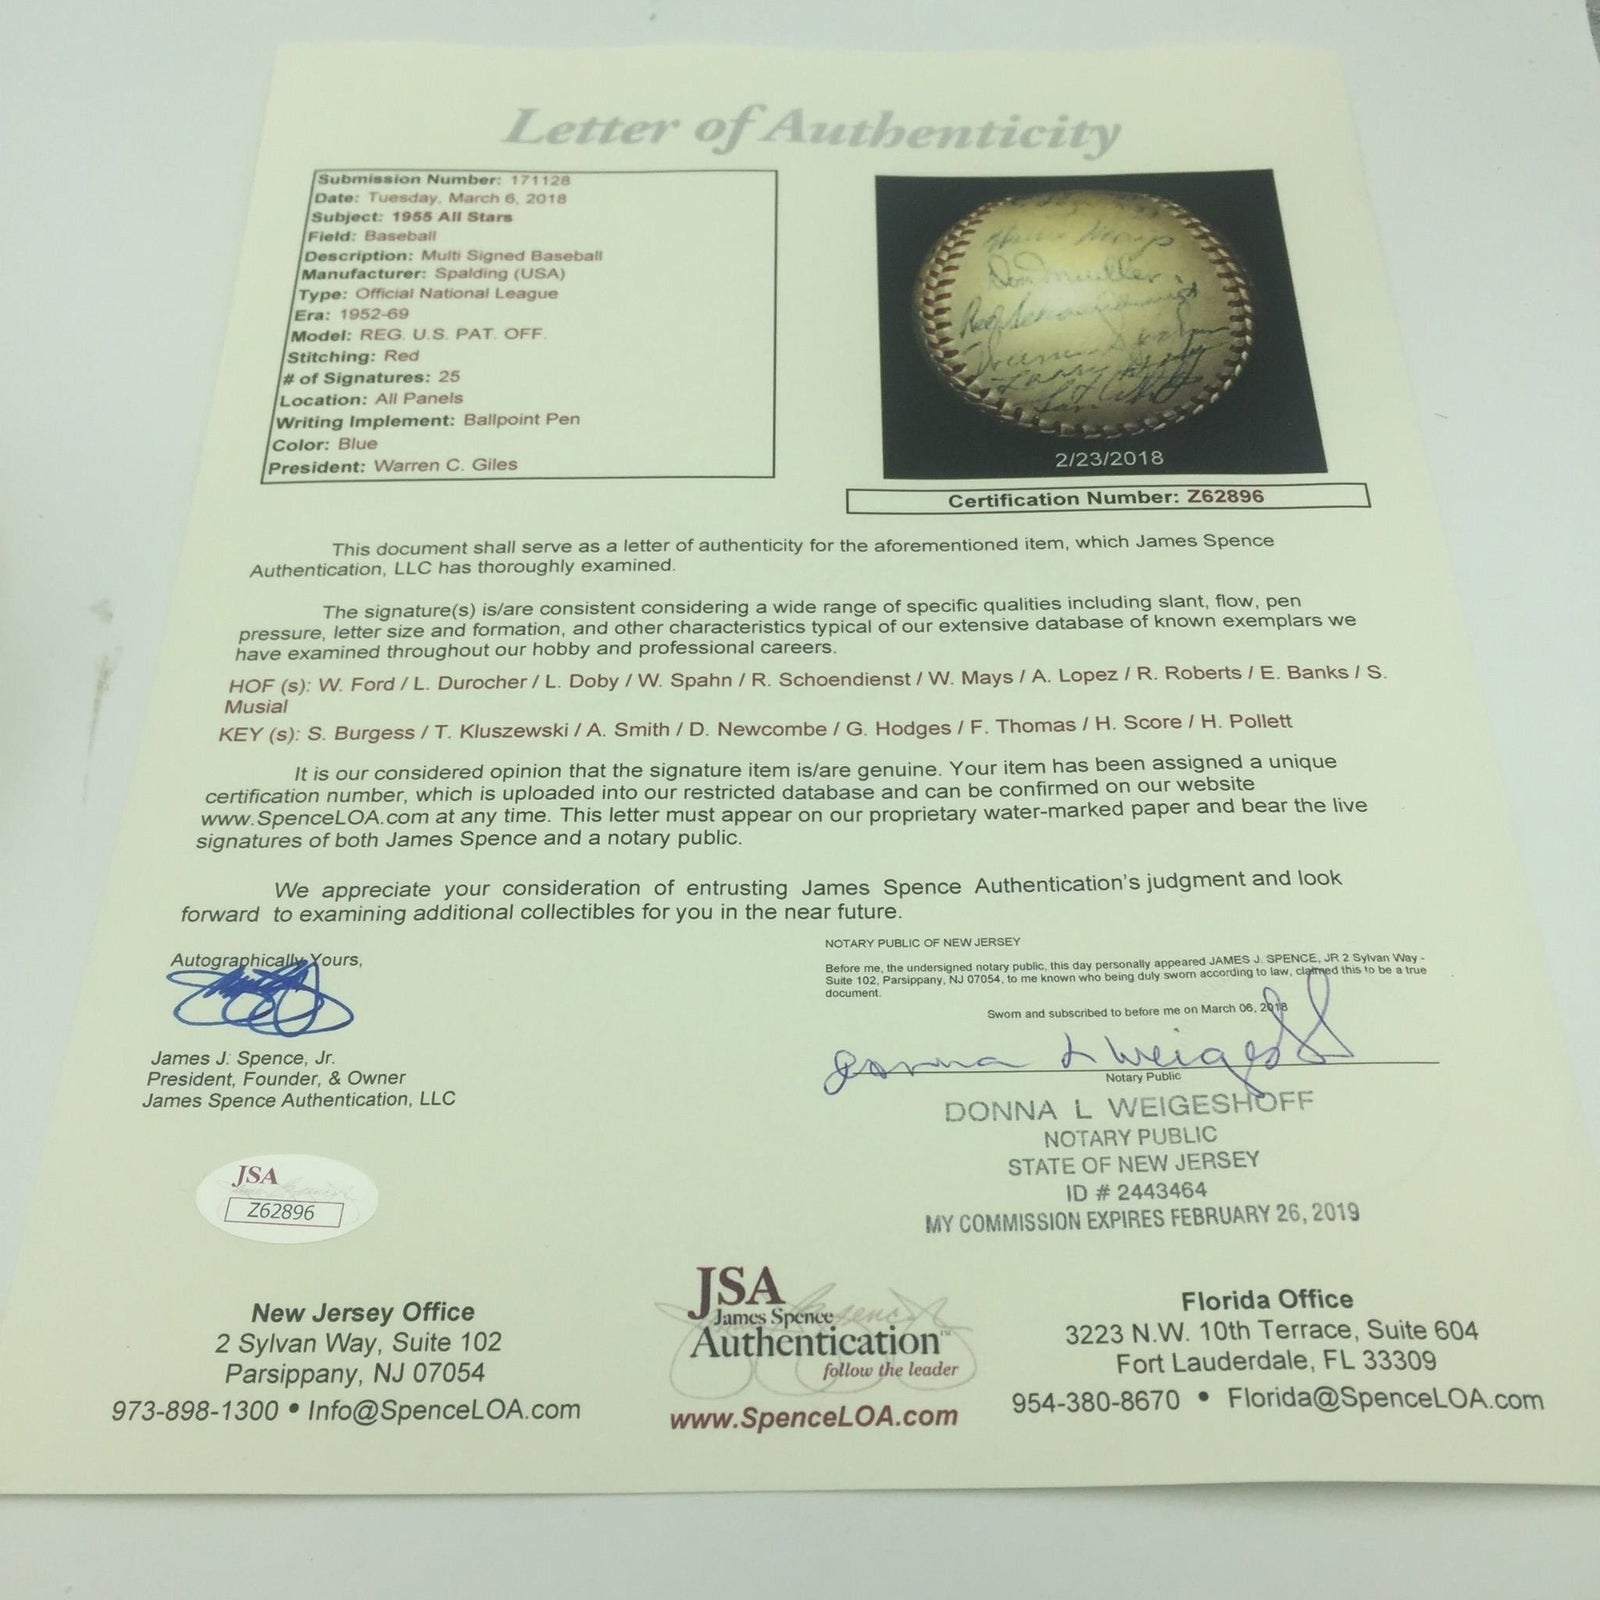 Letter of Authenticity
Submission Number: 171128
Date: Tuesday, March 6, 2018
Subject: 1955 All Stars
Field: Baseball
Description: Multi Signed Baseball
Manufacturer: Spalding (USA)
Type: Official National League
Era: 1952-69
Model: REG. U.S. PAT. OFF.
Stitching: Red
# of Signatures: 25
Location: All Panels
Writing Implement: Ballpoint Pen
Color: Blue
President: Warren C. Giles
Willie Mays
Don Mueller
Red Schoendienst
Warren Spahn
Larry Doby
2/23/2018
Certification Number: Z62896
This document shall serve as a letter of authenticity for the aforementioned item, which James Spence
Authentication, LLC has thoroughly examined.
The signature(s) is/are consistent considering a wide range of specific qualities including slant, flow, pen
pressure, letter size and formation, and other characteristics typical of our extensive database of known exemplars we
have examined throughout our hobby and professional careers.
HOF (s): W. Ford / L. Durocher / L. Doby / W. Spahn / R. Schoendienst / W. Mays / A. Lopez / R. Roberts / E. Banks / S.
Musial
KEY (s): S. Burgess / T. Kluszewski / A. Smith / D. Newcombe / G. Hodges / F. Thomas / H. Score / H. Pollett
It is our considered opinion that the signature item is/are genuine. Your item has been assigned a unique
certification number, which is uploaded into our restricted database and can be confirmed on our website
www.SpenceLOA.com at any time. This letter must appear on our proprietary water-marked paper and bear the live
signatures of both James Spence and a notary public.
We appreciate your consideration of entrusting James Spence Authentication's judgment and look
forward to examining additional collectibles for you in the near future.
Autographically Yours,
James J. Spence, Jr.
President, Founder, & Owner
James Spence Authentication, LLC
NOTARY PUBLIC OF NEW JERSEY
Before me, the undersigned notary public, this day personally appeared JAMES J. SPENCE, JR 2 Sylvan Way -
Suite 102, Parsippany, NJ 07054, to me known who being duly sworn according to law, claimed this to be a true
document.
Sworn and subscribed to before me on March 06, 2018
Donna L Weigeshoff
Notary Public
DONNA L WEIGESHOFF
NOTARY PUBLIC
STATE OF NEW JERSEY
ID # 2443464
MY COMMISSION EXPIRES FEBRUARY 26, 2019
JSA
Z62896
New Jersey Office
2 Sylvan Way, Suite 102
Parsippany, NJ 07054
973-898-1300 • Info@SpenceLOA.com
JSA
James Spence
Authentication™
follow the leader
www.SpenceLOA.com
Florida Office
3223 N.W. 10th Terrace, Suite 604
Fort Lauderdale, FL 33309
954-380-8670 • Florida@SpenceLOA.com